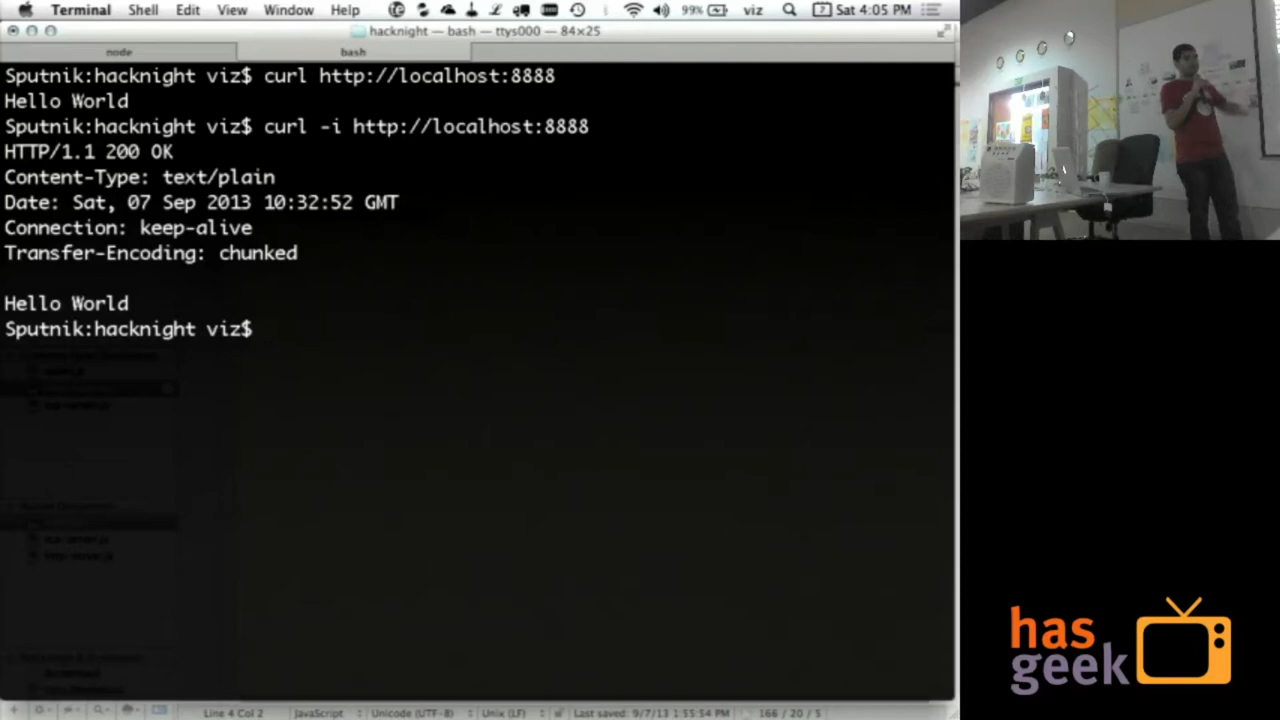 Terminal Shell Edit View Window Help 99% viz Sat 4:05 PM
hacknight — bash — ttys000 — 84×25
node bash
Sputnik:hacknight viz$ curl http://localhost:8888
Hello World
Sputnik:hacknight viz$ curl -i http://localhost:8888
HTTP/1.1 200 OK
Content-Type: text/plain
Date: Sat, 07 Sep 2013 10:32:52 GMT
Connection: keep-alive
Transfer-Encoding: chunked
Hello World
Sputnik:hacknight viz$
Line 4 Col 2 JavaScript Unicode (UTF-8) Unix (LF) Last saved: 9/7/13 1:55:54 PM 166 / 20 / 5
has
geek